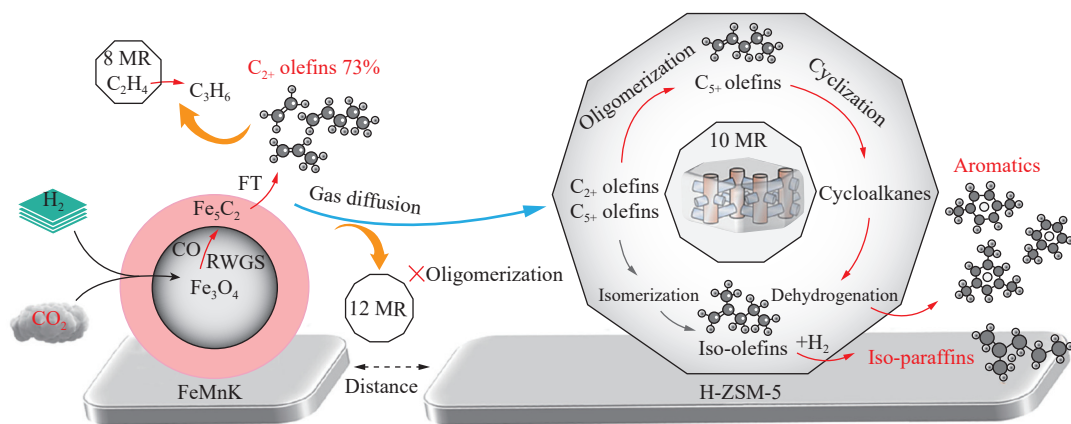 8 MR
C₂H₄
C₃H₆
C₂₊ olefins 73%
H₂
CO₂
FT
Fe₅C₂
CO
RWGS
Fe₃O₄
FeMnK
Gas diffusion
12 MR
Oligomerization
Distance
Oligomerization
C₅₊ olefins
Cyclization
10 MR
C₂₊ olefins
C₅₊ olefins
Cycloalkanes
Isomerization
Iso-olefins
Dehydrogenation
+H₂
Aromatics
Iso-paraffins
H-ZSM-5